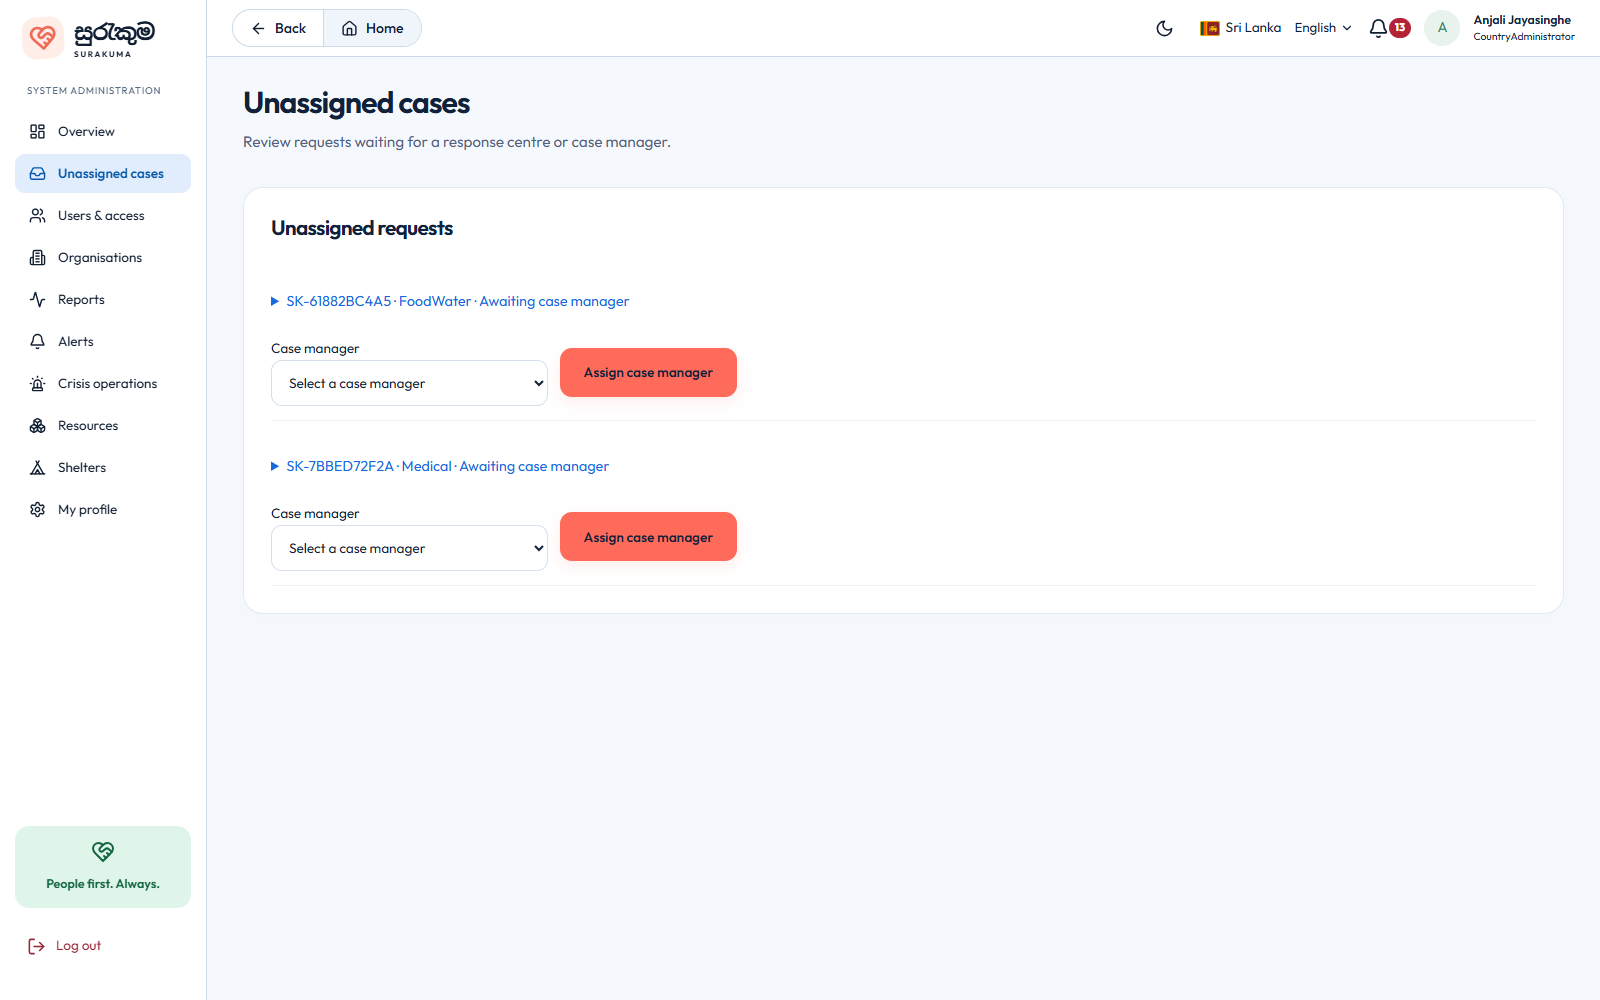 සුරැකුම
SURAKUMA
SYSTEM ADMINISTRATION
Overview
Unassigned cases
Users & access
Organisations
Reports
Alerts
Crisis operations
Resources
Shelters
My profile
People first. Always.
Log out
Back
Home
Sri Lanka
English
13
A
Anjali Jayasinghe
CountryAdministrator
Unassigned cases
Review requests waiting for a response centre or case manager.
Unassigned requests
SK-61882BC4A5 · FoodWater · Awaiting case manager
Case manager
Select a case manager
Assign case manager
SK-7BBED72F2A · Medical · Awaiting case manager
Case manager
Select a case manager
Assign case manager